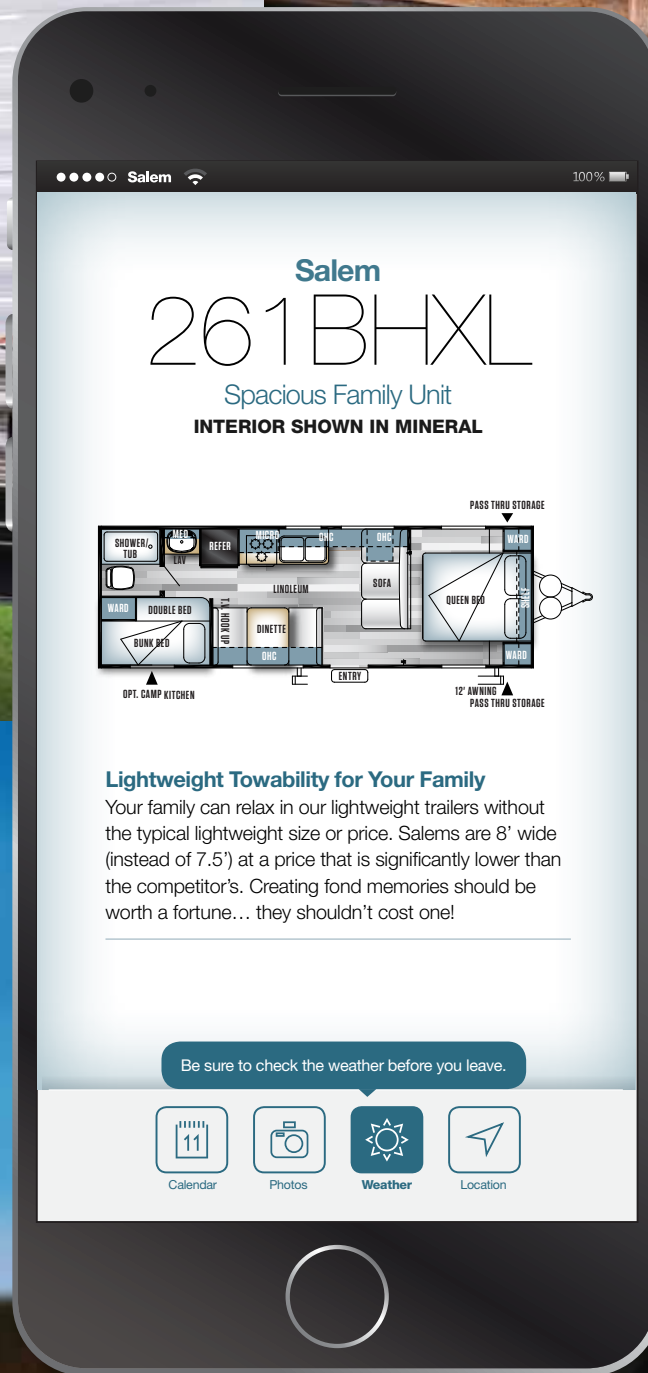 Salem
100%
Salem
261BHXL
Spacious Family Unit
INTERIOR SHOWN IN MINERAL
PASS THRU STORAGE
SHOWER/
TUB
MED
LAV
REFER
MICRO
OHC
OHC
WARD
LINOLEUM
SOFA
QUEEN BED
SHELF
WARD
DOUBLE BED
BUNK BED
T.V. HOOK UP
DINETTE
OHC
WARD
ENTRY
OPT. CAMP KITCHEN
12' AWNING
PASS THRU STORAGE
Lightweight Towability for Your Family
Your family can relax in our lightweight trailers without
the typical lightweight size or price. Salems are 8’ wide
(instead of 7.5’) at a price that is significantly lower than
the competitor’s. Creating fond memories should be
worth a fortune… they shouldn’t cost one!
Be sure to check the weather before you leave.
11
Calendar
Photos
Weather
Location